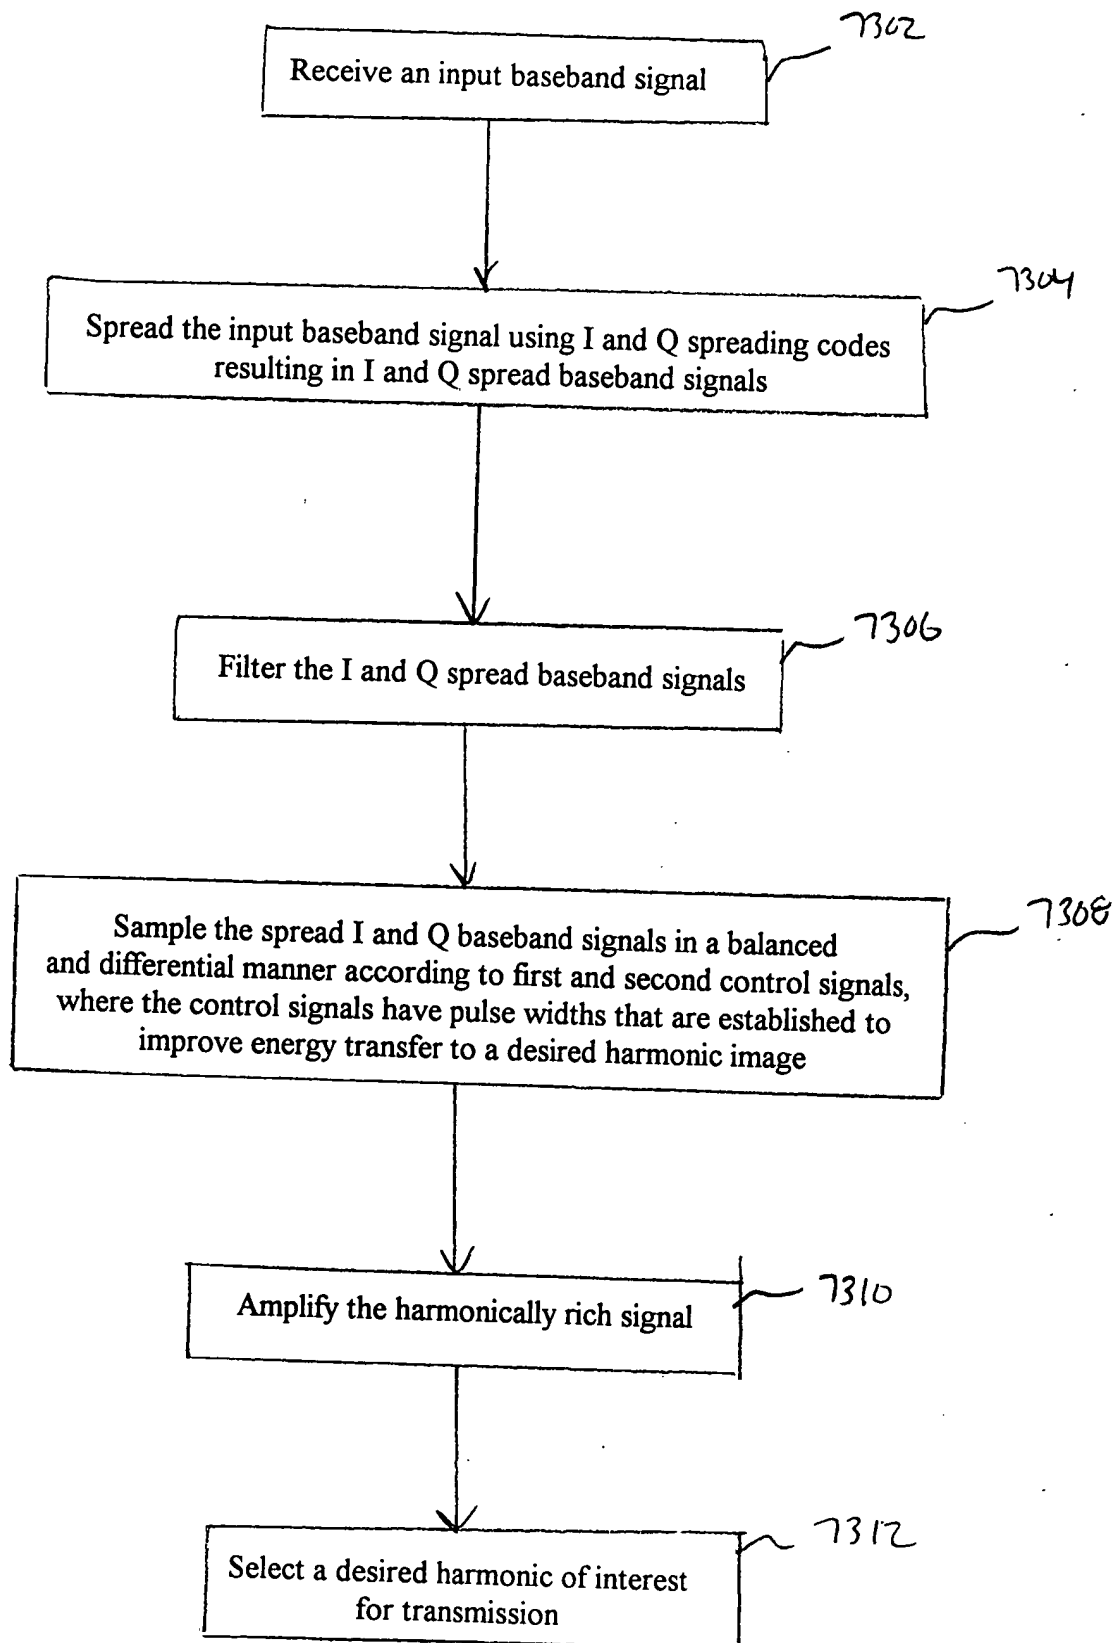 7302
Receive an input baseband signal
7304
Spread the input baseband signal using I and Q spreading codes
resulting in I and Q spread baseband signals
7306
Filter the I and Q spread baseband signals
7308
Sample the spread I and Q baseband signals in a balanced
and differential manner according to first and second control signals,
where the control signals have pulse widths that are established to
improve energy transfer to a desired harmonic image
7310
Amplify the harmonically rich signal
7312
Select a desired harmonic of interest
for transmission